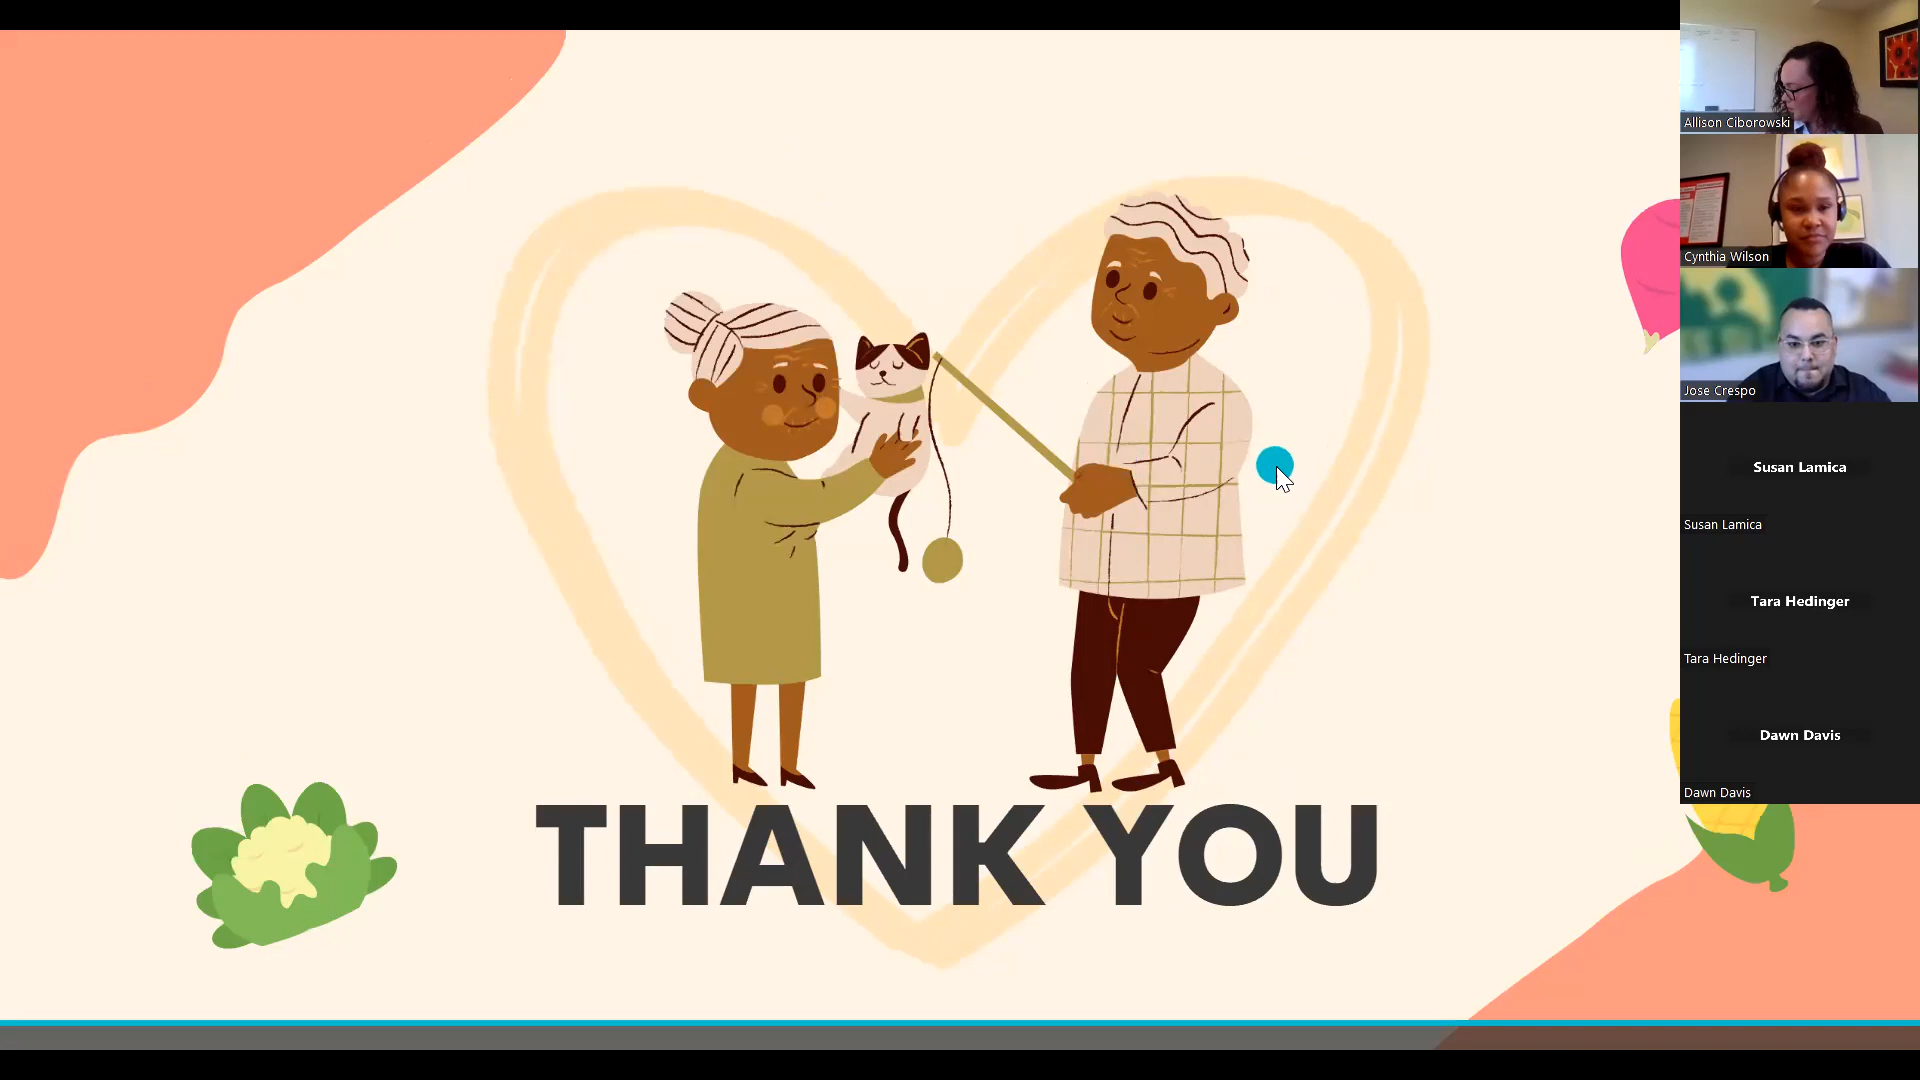 THANK YOU
Allison Ciborowski
Cynthia Wilson
Jose Crespo
Susan Lamica
Susan Lamica
Tara Hedinger
Tara Hedinger
Dawn Davis
Dawn Davis